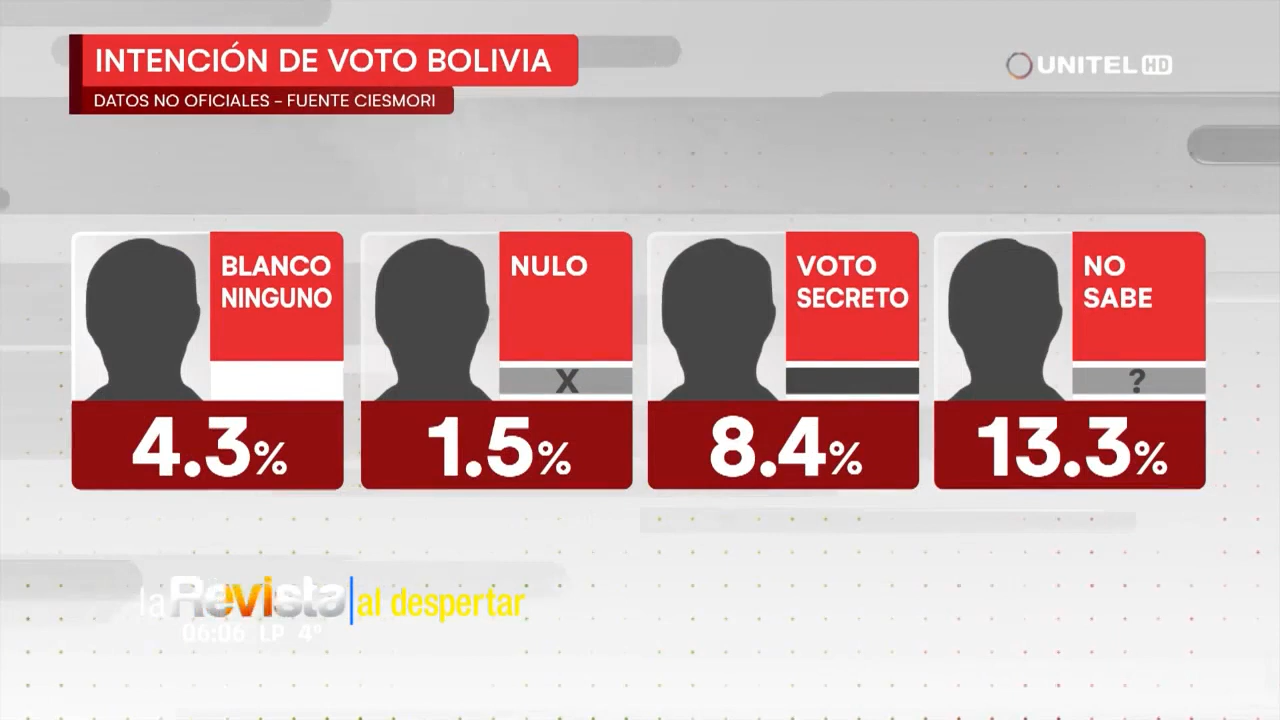 INTENCIÓN DE VOTO BOLIVIA
DATOS NO OFICIALES - FUENTE CIESMORI
UNITEL HD
BLANCO
NINGUNO
4.3%
NULO
X
1.5%
VOTO
SECRETO
8.4%
NO
SABE
?
13.3%
la Revista al despertar
06:06 LP 4°